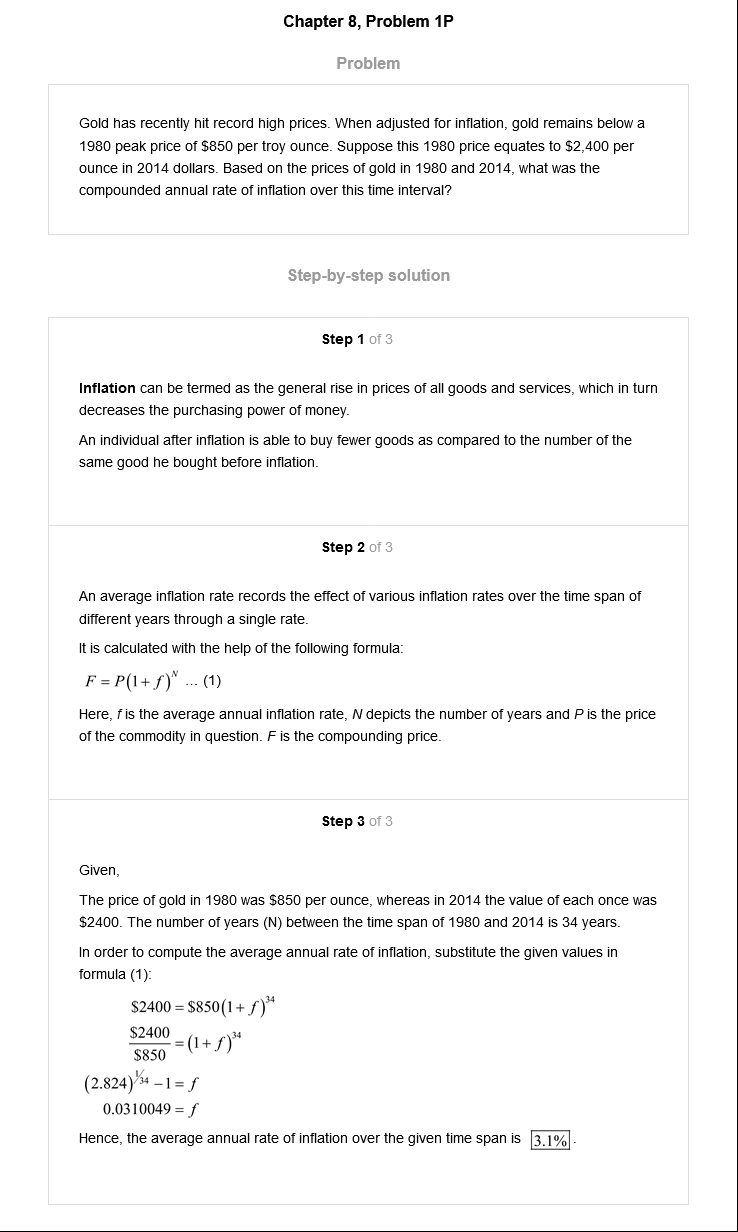 Chapter 8, Problem 1P
Problem
Gold has recently hit record high prices. When adjusted for inflation, gold remains below a
1980 peak price of $850 per troy ounce. Suppose this 1980 price equates to $2,400 per
ounce in 2014 dollars. Based on the prices of gold in 1980 and 2014, what was the
compounded annual rate of inflation over this time interval?
Step-by-step solution
Step 1 of 3
Inflation can be termed as the general rise in prices of all goods and services, which in turn
decreases the purchasing power of money.
An individual after inflation is able to buy fewer goods as compared to the number of the
same good he bought before inflation.
Step 2 of 3
An average inflation rate records the effect of various inflation rates over the time span of
different years through a single rate.
It is calculated with the help of the following formula:
F = P(1+ f)^N ... (1)
Here, f is the average annual inflation rate, N depicts the number of years and P is the price
of the commodity in question. F is the compounding price.
Step 3 of 3
Given,
The price of gold in 1980 was $850 per ounce, whereas in 2014 the value of each once was
$2400. The number of years (N) between the time span of 1980 and 2014 is 34 years.
In order to compute the average annual rate of inflation, substitute the given values in
formula (1):
$2400 = $850(1+ f)^34
$2400/$850 = (1+ f)^34
(2.824)^1/34 −1 = f
0.0310049 = f
Hence, the average annual rate of inflation over the given time span is 3.1%.